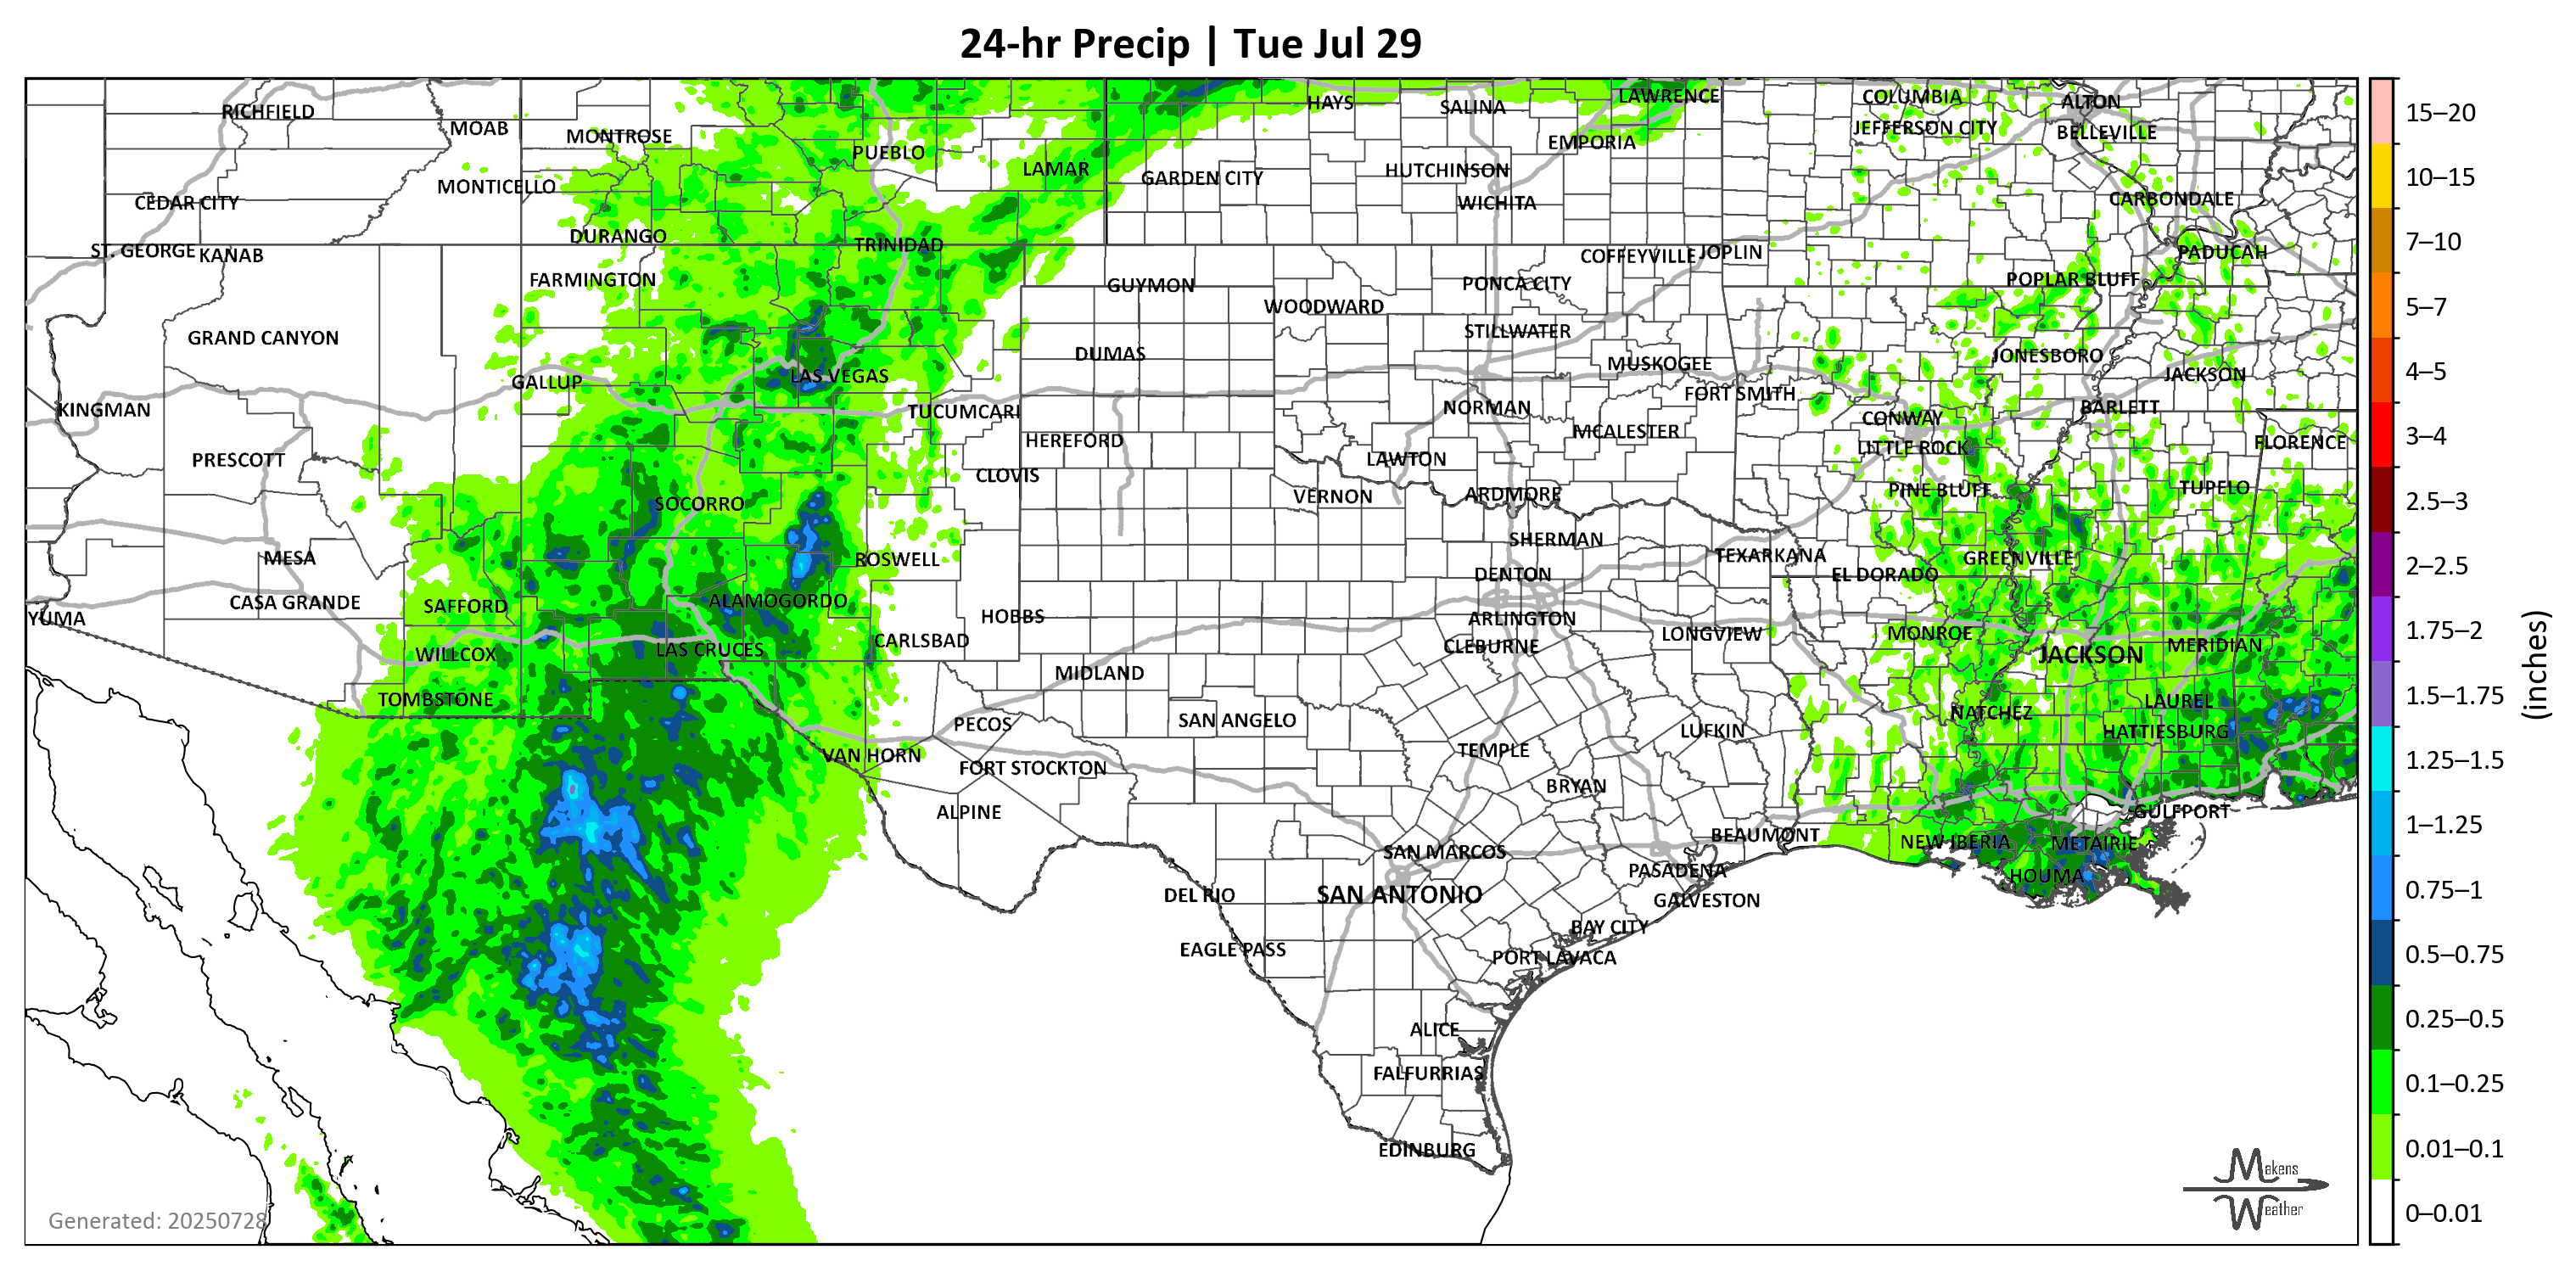 24-hr Precip | Tue Jul 29
RICHFIELD
MOAB
MONTROSE
PUEBLO
LAMAR
HAYS
SALINA
LAWRENCE
EMPORIA
COLUMBIA
JEFFERSON CITY
ALTON
BELLEVILLE
MONTICELLO
CEDAR CITY
GARDEN CITY
HUTCHINSON
WICHITA
CARBONDALE
ST. GEORGE
KANAB
DURANGO
TRINIDAD
FARMINGTON
GUYMON
WOODWARD
PONCA CITY
COFFEYVILLE
JOPLIN
POPLAR BLUFF
PADUCAH
GRAND CANYON
DUMAS
STILLWATER
MUSKOGEE
JONESBORO
JACKSON
KINGMAN
GALLUP
LAS VEGAS
TUCUMCARI
HEREFORD
NORMAN
FORT SMITH
MCALESTER
CONWAY
LITTLE ROCK
BARLETT
FLORENCE
PRESCOTT
SOCORRO
CLOVIS
LAWTON
VERNON
ARDMORE
PINE BLUFF
TUPELO
MESA
ROSWELL
SHERMAN
DENTON
TEXARKANA
EL DORADO
GREENVILLE
YUMA
CASA GRANDE
SAFFORD
ALAMOGORDO
HOBBS
ARLINGTON
CLEBURNE
LONGVIEW
MONROE
JACKSON
MERIDIAN
WILLCOX
LAS CRUCES
CARLSBAD
MIDLAND
TOMBSTONE
PECOS
SAN ANGELO
TEMPLE
LUFKIN
NATCHEZ
LAUREL
HATTIESBURG
VAN HORN
FORT STOCKTON
ALPINE
BRYAN
BEAUMONT
NEW IBERIA
METAIRIE
GULFPORT
HOUMA
SAN MARCOS
PASADENA
GALVESTON
DEL RIO
SAN ANTONIO
EAGLE PASS
BAY CITY
PORT LAVACA
ALICE
FALFURRIAS
EDINBURG
Generated: 20250728
Makens
Weather
15–20
10–15
7–10
5–7
4–5
3–4
2.5–3
2–2.5
1.75–2
1.5–1.75
1.25–1.5
1–1.25
0.75–1
0.5–0.75
0.25–0.5
0.1–0.25
0.01–0.1
0–0.01
(inches)